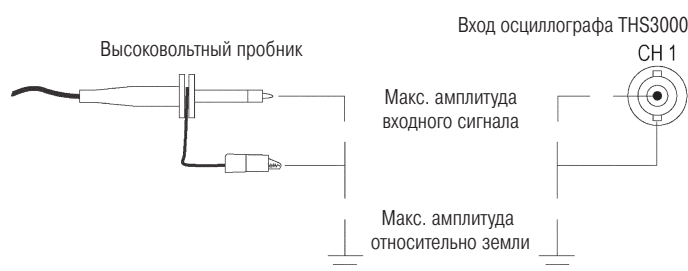 Вход осциллографа THS3000
Высоковольтный пробник
CH 1
Макс. амплитуда
входного сигнала
Макс. амплитуда
относительно земли